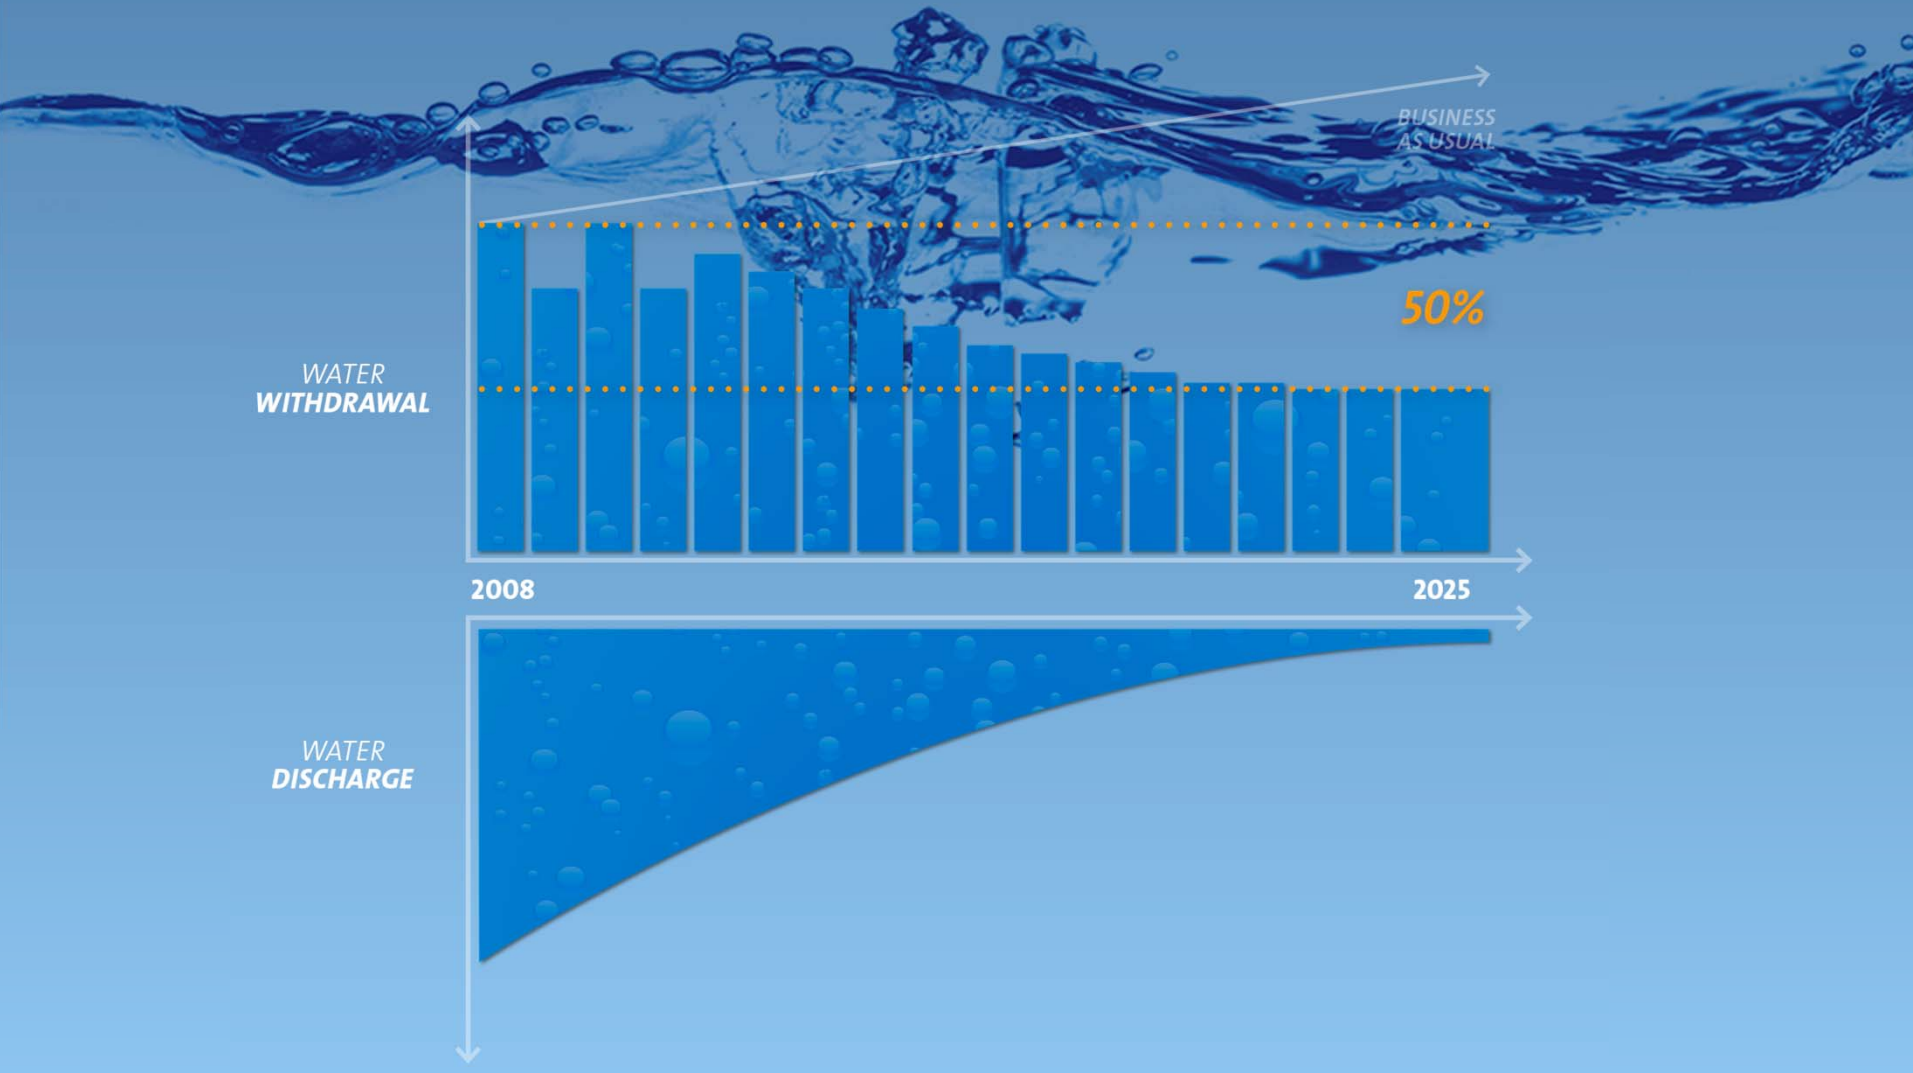 BUSINESS
AS USUAL
50%
WATER
WITHDRAWAL
2008
2025
WATER
DISCHARGE